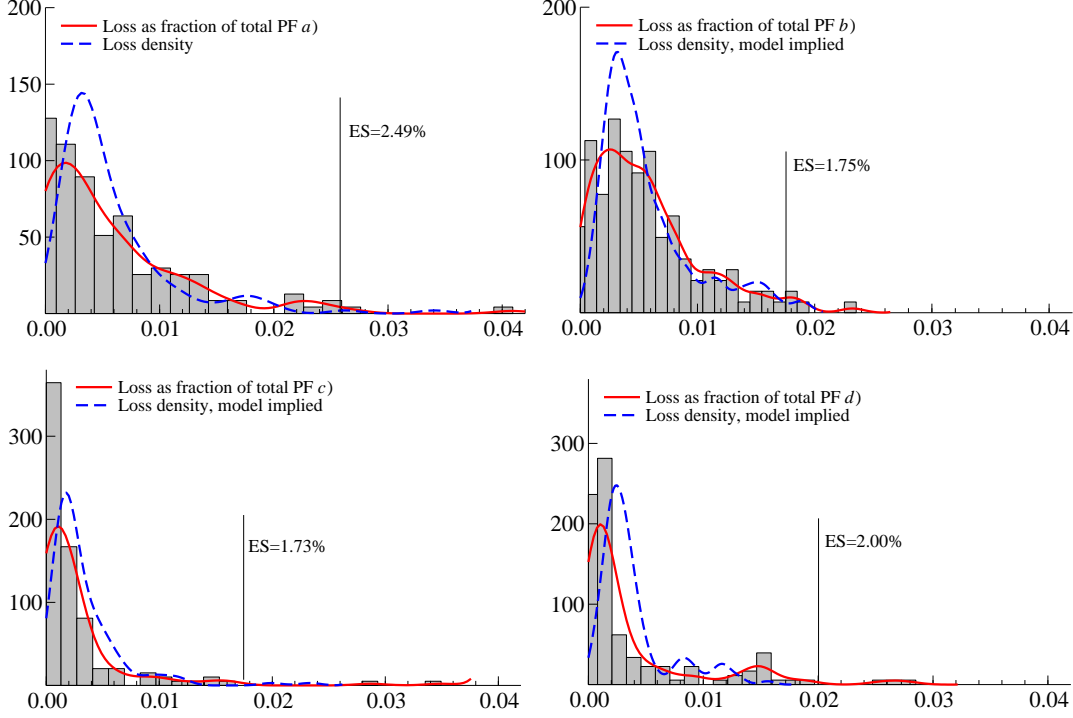 200
Loss as fraction of total PF a)
Loss density
150
ES=2.49%
100
50
0.00 0.01 0.02 0.03 0.04
200
Loss as fraction of total PF b)
Loss density, model implied
ES=1.75%
100
0.00 0.01 0.02 0.03 0.04
Loss as fraction of total PF c)
Loss density, model implied
300
200
ES=1.73%
100
0.00 0.01 0.02 0.03 0.04
Loss as fraction of total PF d)
Loss density, model implied
300
200
ES=2.00%
100
0.00 0.01 0.02 0.03 0.04